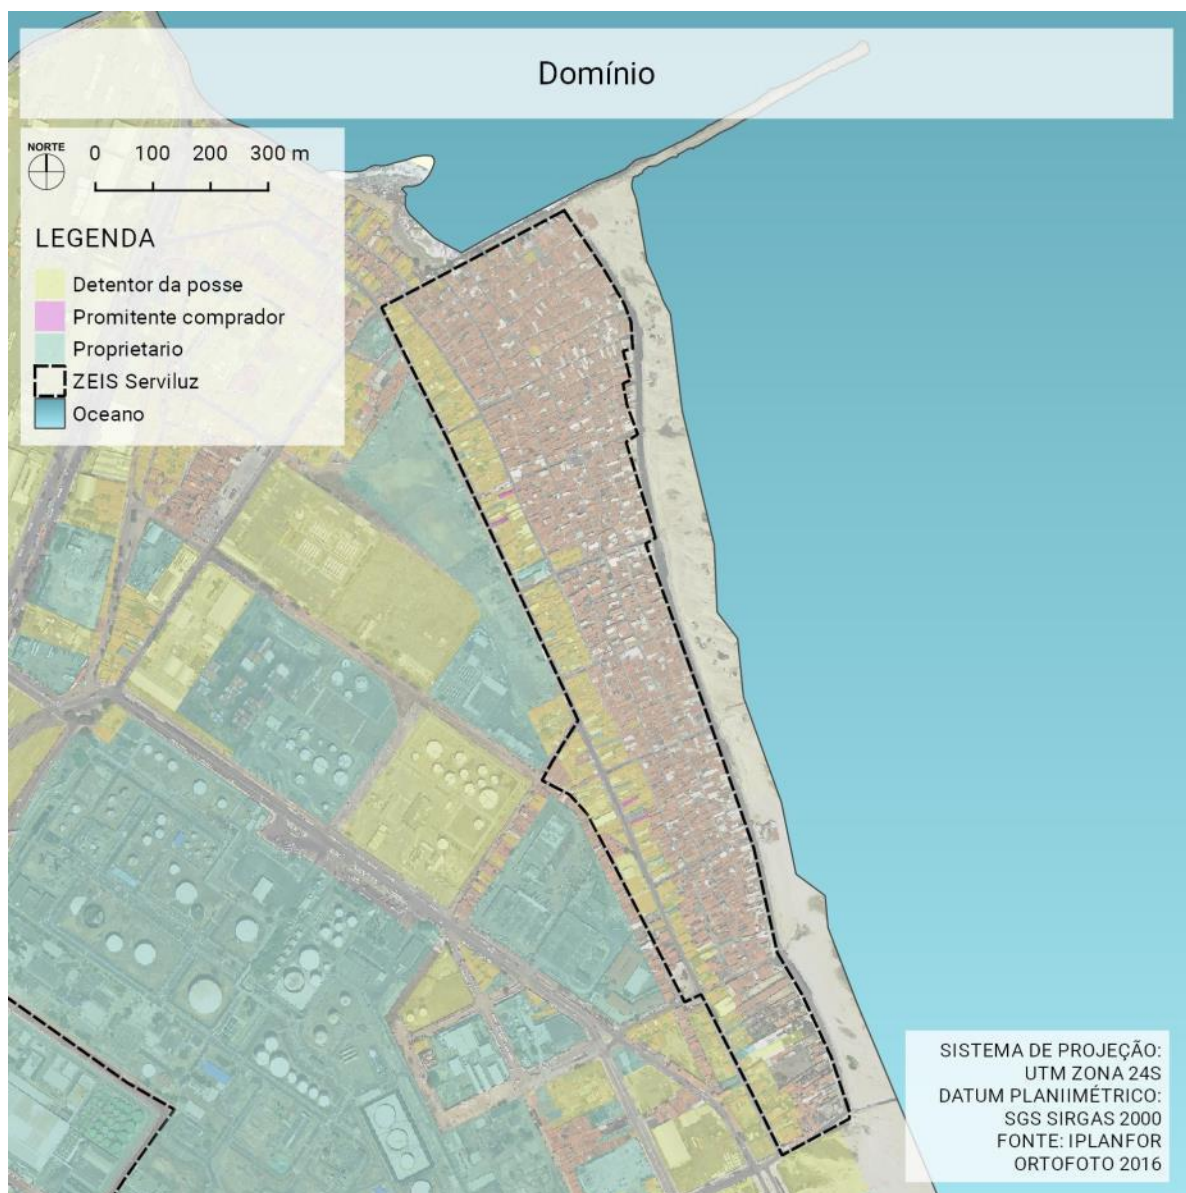 Domínio
NORTE
0 100 200 300 m
LEGENDA
Detentor da posse
Promitente comprador
Proprietario
ZEIS Serviluz
Oceano
SISTEMA DE PROJEÇÃO:
UTM ZONA 24S
DATUM PLANIIMÉTRICO:
SGS SIRGAS 2000
FONTE: IPLANFOR
ORTOFOTO 2016